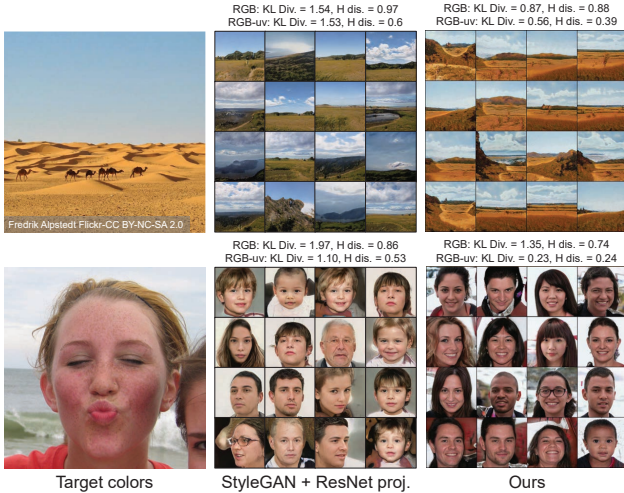 RGB: KL Div. = 1.54, H dis. = 0.97
RGB-uv: KL Div. = 1.53, H dis. = 0.6
RGB: KL Div. = 0.87, H dis. = 0.88
RGB-uv: KL Div. = 0.56, H dis. = 0.39
Fredrik Alpstedt Flickr-CC BY-NC-SA 2.0
RGB: KL Div. = 1.97, H dis. = 0.86
RGB-uv: KL Div. = 1.10, H dis. = 0.53
RGB: KL Div. = 1.35, H dis. = 0.74
RGB-uv: KL Div. = 0.23, H dis. = 0.24
Target colors
StyleGAN + ResNet proj.
Ours